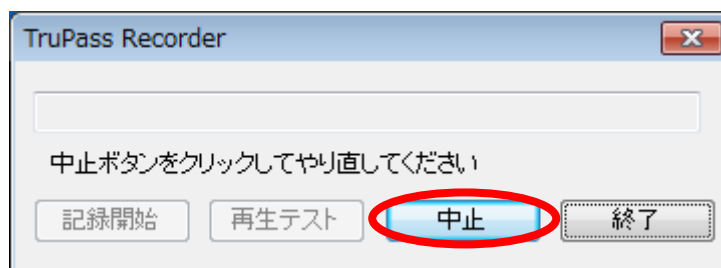 TruPass Recorder
中止ボタンをクリックしてやり直してください
記録開始 再生テスト 中止 終了